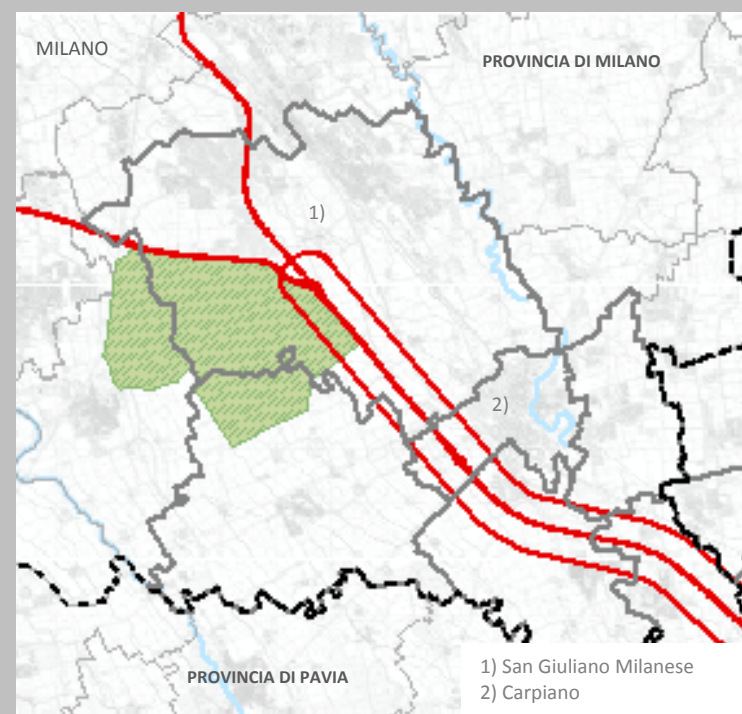 MILANO
PROVINCIA DI MILANO
1)
2)
PROVINCIA DI PAVIA
1) San Giuliano Milanese
2) Carpiano